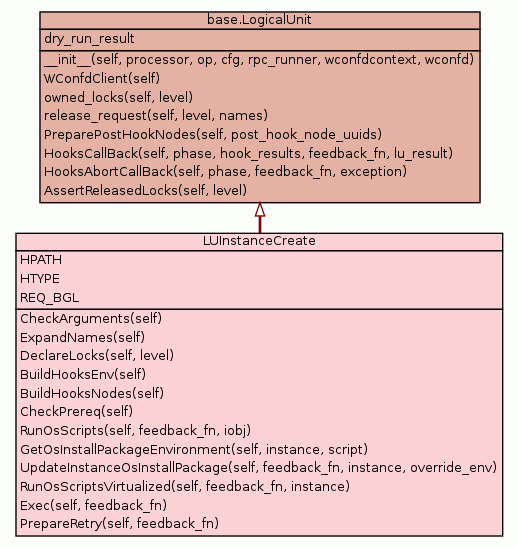 base.LogicalUnit
dry_run_result
__init__(self, processor, op, cfg, rpc_runner, wconfdcontext, wconfd)
WConfdClient(self)
owned_locks(self, level)
release_request(self, level, names)
PreparePostHookNodes(self, post_hook_node_uuids)
HooksCallBack(self, phase, hook_results, feedback_fn, lu_result)
HooksAbortCallBack(self, phase, feedback_fn, exception)
AssertReleasedLocks(self, level)
LUInstanceCreate
HPATH
HTYPE
REQ_BGL
CheckArguments(self)
ExpandNames(self)
DeclareLocks(self, level)
BuildHooksEnv(self)
BuildHooksNodes(self)
CheckPrereq(self)
RunOsScripts(self, feedback_fn, iobj)
GetOsInstallPackageEnvironment(self, instance, script)
UpdateInstanceOsInstallPackage(self, feedback_fn, instance, override_env)
RunOsScriptsVirtualized(self, feedback_fn, instance)
Exec(self, feedback_fn)
PrepareRetry(self, feedback_fn)